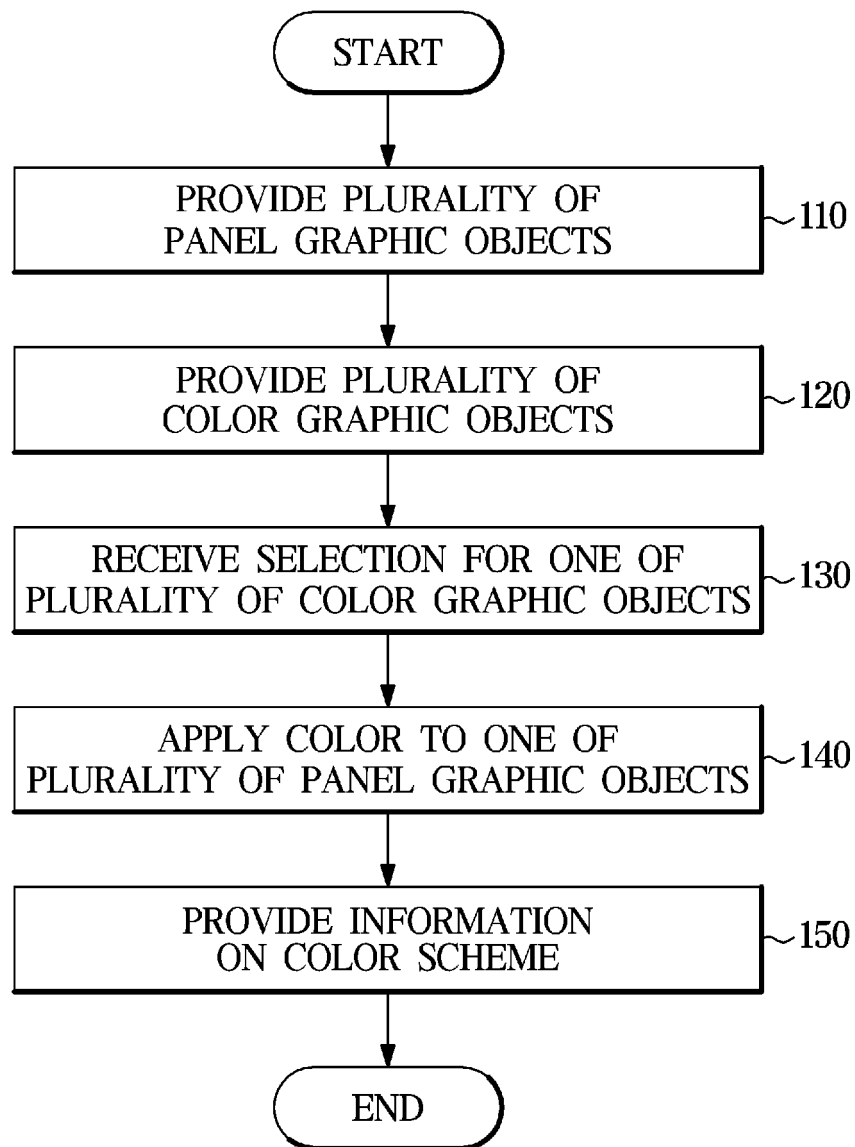 START
PROVIDE PLURALITY OF
PANEL GRAPHIC OBJECTS
110
PROVIDE PLURALITY OF
COLOR GRAPHIC OBJECTS
120
RECEIVE SELECTION FOR ONE OF
PLURALITY OF COLOR GRAPHIC OBJECTS
130
APPLY COLOR TO ONE OF
PLURALITY OF PANEL GRAPHIC OBJECTS
140
PROVIDE INFORMATION
ON COLOR SCHEME
150
END